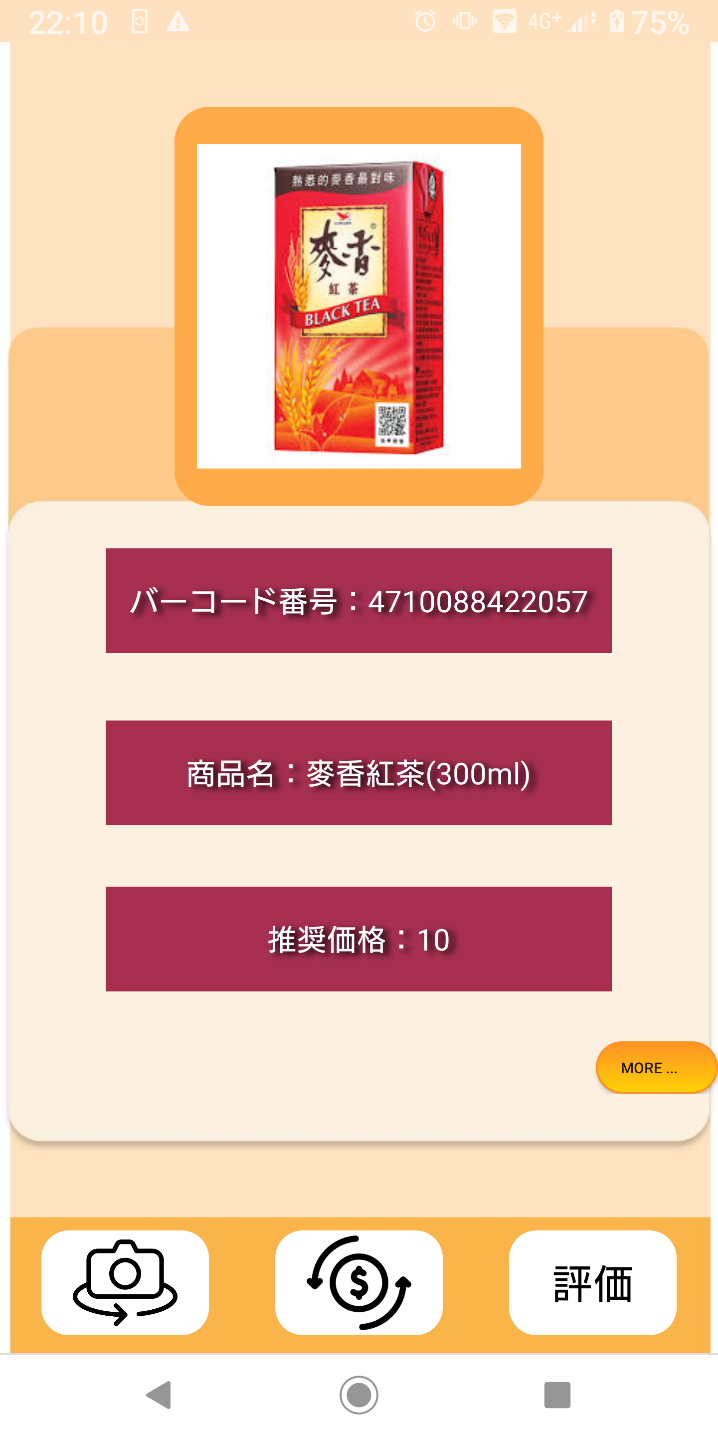 22:10
4G+
75%
熟悉的麥香最對味
麥香
紅茶
BLACK TEA
バーコード番号：4710088422057
商品名：麥香紅茶(300ml)
推奨価格：10
MORE ...
評価